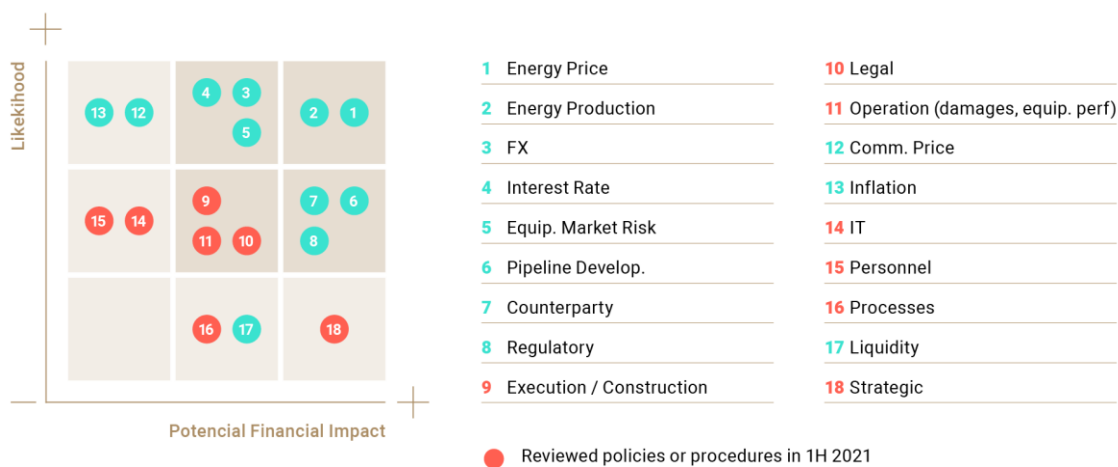 Likekihood
13 12
4 3
5
2 1
15 14
9
11 10
7 6
8
16 17
18
Potencial Financial Impact
1 Energy Price
2 Energy Production
3 FX
4 Interest Rate
5 Equip. Market Risk
6 Pipeline Develop.
7 Counterparty
8 Regulatory
9 Execution / Construction
10 Legal
11 Operation (damages, equip. perf)
12 Comm. Price
13 Inflation
14 IT
15 Personnel
16 Processes
17 Liquidity
18 Strategic
Reviewed policies or procedures in 1H 2021